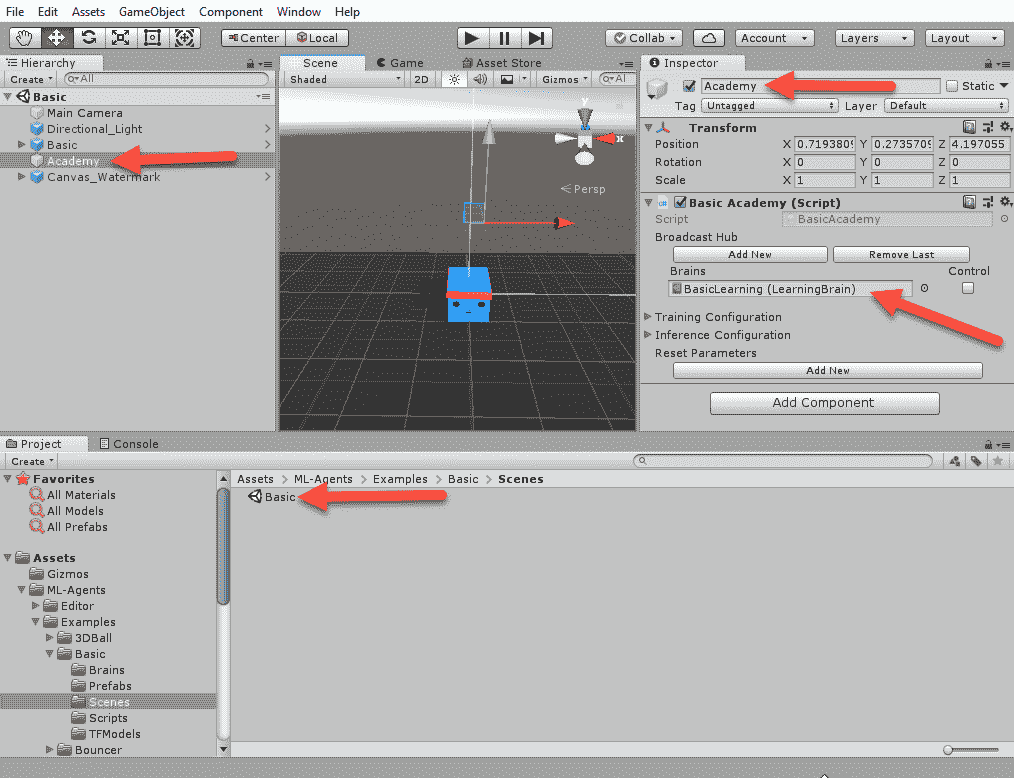 File Edit Assets GameObject Component Window Help
Center Local Collab Account Layers Layout
Hierarchy
Create All
Basic
Main Camera
Directional_Light
Basic
Academy
Canvas_Watermark
Scene Game Asset Store
Shaded 2D Gizmos All
y
x
Persp
Inspector
Academy Static
Tag Untagged Layer Default
Transform
Position X 0.719380 Y 0.273570 Z 4.197055
Rotation X 0 Y 0 Z 0
Scale X 1 Y 1 Z 1
Basic Academy (Script)
Script BasicAcademy
Broadcast Hub
Add New Remove Last
Brains Control
BasicLearning (LearningBrain)
Training Configuration
Inference Configuration
Reset Parameters
Add New
Add Component
Project Console
Create
Favorites
All Materials
All Models
All Prefabs
Assets
Gizmos
ML-Agents
Editor
Examples
3DBall
Basic
Brains
Prefabs
Scenes
Scripts
TFModels
Bouncer
Assets > ML-Agents > Examples > Basic > Scenes
Basic